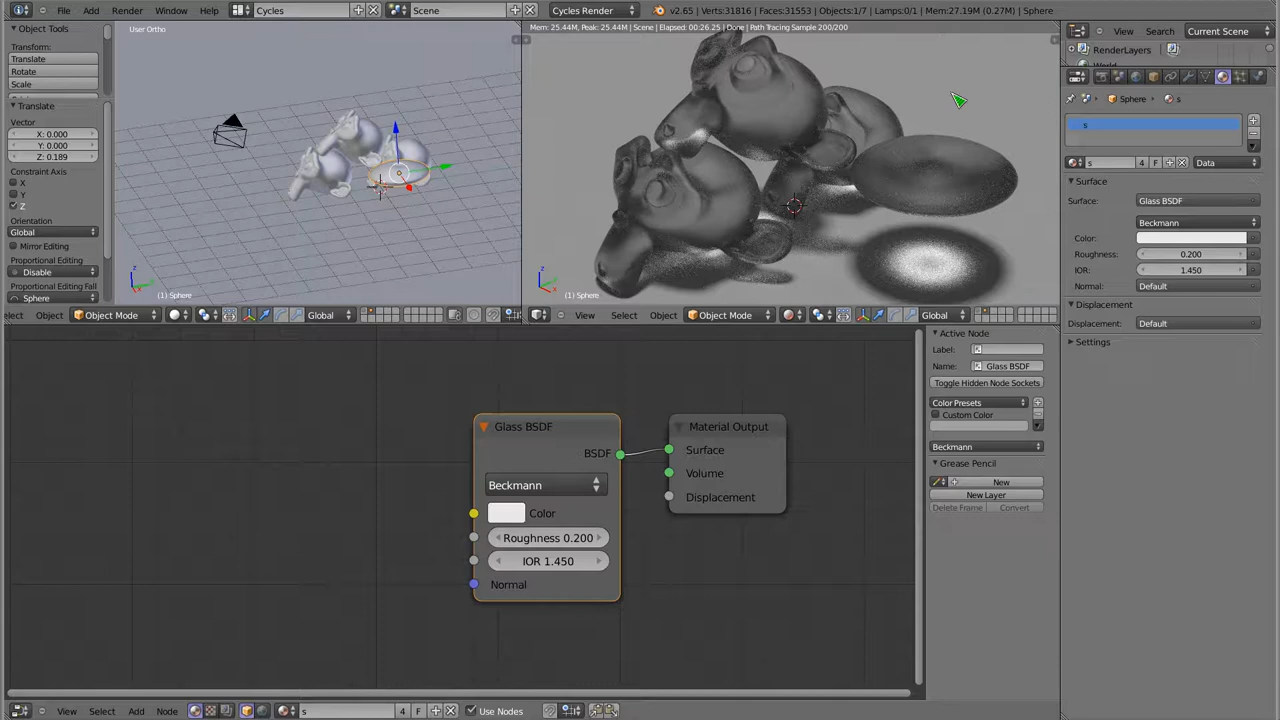 File Add Render Window Help Cycles Scene Cycles Render v2.65 | Verts:31816 | Faces:31553 | Objects:1/7 | Lamps:0/1 | Mem:27.19M (0.27M) | Sphere
Object Tools
Transform:
Translate
Rotate
Scale
Translate
Vector
X: 0.000
Y: 0.000
Z: 0.189
Constraint Axis
X
Y
Z
Orientation
Global
Mirror Editing
Proportional Editing
Disable
Proportional Editing Fall
Sphere
User Ortho
z
y
(1) Sphere
Mem: 25.44M, Peak: 25.44M | Scene | Elapsed: 00:26.25 | Done | Path Tracing Sample 200/200
z
y
(1) Sphere
View Search Current Scene
RenderLayers
World
Sphere s
s
s 4 F Data
Surface
Surface: Glass BSDF
Beckmann
Color:
Roughness: 0.200
IOR: 1.450
Normal: Default
Displacement
Displacement: Default
Settings
elect Object Object Mode Global
View Select Object Object Mode Global
Glass BSDF
BSDF
Beckmann
Color
Roughness 0.200
IOR 1.450
Normal
Material Output
Surface
Volume
Displacement
Active Node
Label:
Name: Glass BSDF
Toggle Hidden Node Sockets
Color Presets
Custom Color
Beckmann
Grease Pencil
New
New Layer
Delete Frame Convert
View Select Add Node s 4 F Use Nodes